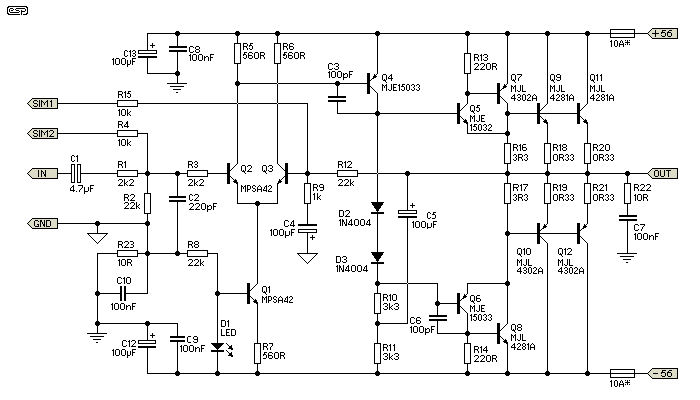 esp
+56
10A*
C13
100µF
C8
100nF
R5
560R
R6
560R
C3
100pF
Q4
MJE15033
R13
220R
Q7
MJL
4302A
Q9
MJL
4281A
Q11
MJL
4281A
Q5
MJE
15032
SIM1
R15
10k
SIM2
R4
10k
R16
3R3
R18
0R33
R20
0R33
IN
C1
4.7µF
R1
2k2
R3
2k2
Q2
Q3
MPSA42
R12
22k
OUT
R2
22k
C2
220pF
R9
1k
R17
3R3
R19
0R33
R21
0R33
R22
10R
D2
1N4004
C5
100µF
GND
C4
100µF
C7
100nF
R23
10R
R8
22k
D3
1N4004
Q10
MJL
4302A
Q12
MJL
4302A
C10
100nF
Q1
MPSA42
R10
3k3
Q6
MJE
15033
C6
100pF
Q8
MJL
4281A
C12
100µF
C9
100nF
D1
LED
R7
560R
R11
3k3
R14
220R
-56
10A*